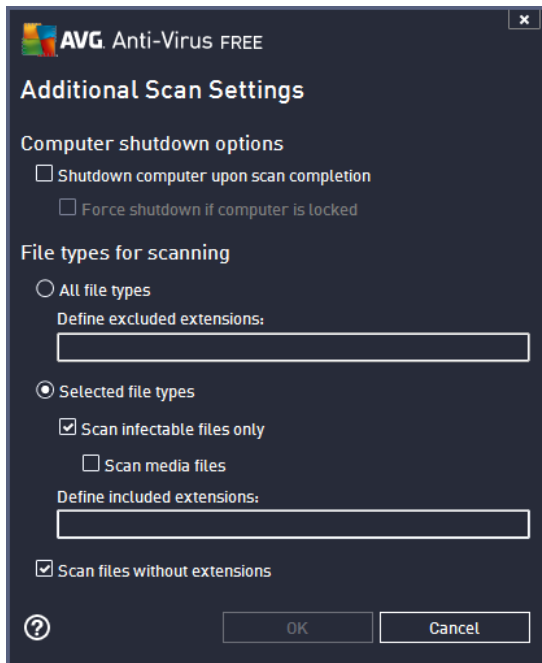 AVG. Anti-Virus FREE
Additional Scan Settings
Computer shutdown options
Shutdown computer upon scan completion
Force shutdown if computer is locked
File types for scanning
All file types
Define excluded extensions:
Selected file types
Scan infectable files only
Scan media files
Define included extensions:
Scan files without extensions
OK Cancel